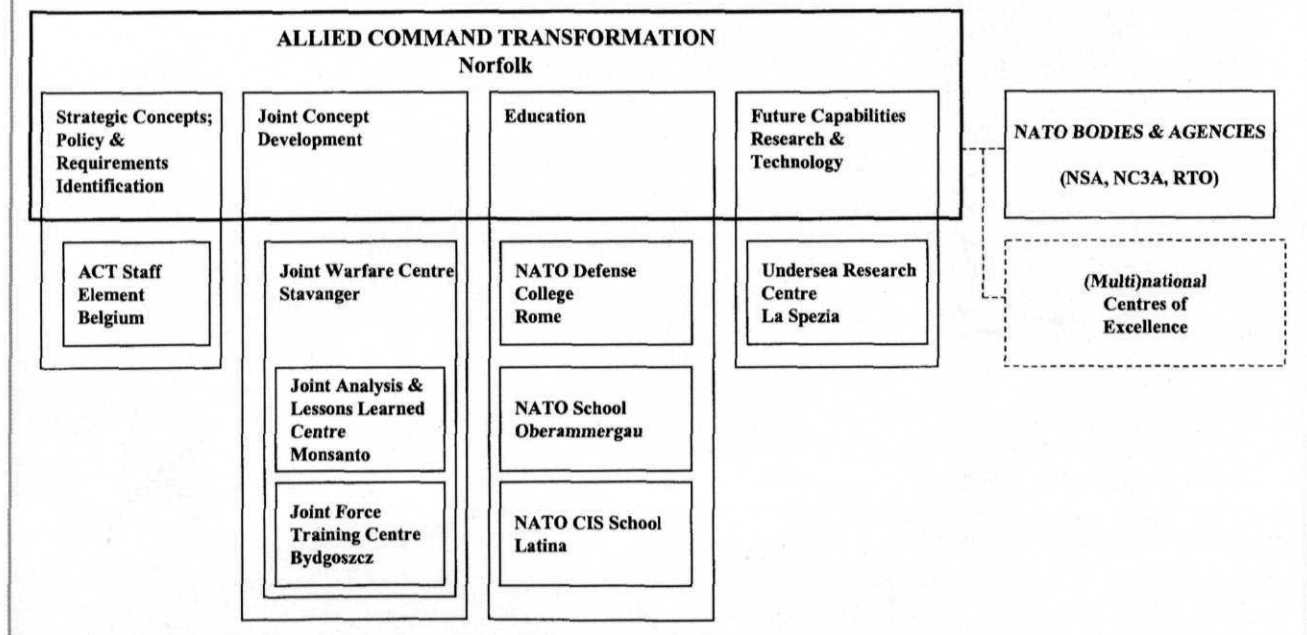 ALLIED COMMAND TRANSFORMATION
Norfolk
Strategic Concepts;
Policy &
Requirements
Identification
Joint Concept
Development
Education
Future Capabilities
Research &
Technology
NATO BODIES & AGENCIES
(NSA, NC3A, RTO)
ACT Staff
Element
Belgium
Joint Warfare Centre
Stavanger
Joint Analysis &
Lessons Learned
Centre
Monsanto
Joint Force
Training Centre
Bydgoszcz
NATO Defense
College
Rome
NATO School
Oberammergau
NATO CIS School
Latina
Undersea Research
Centre
La Spezia
(Multi)national
Centres of
Excellence